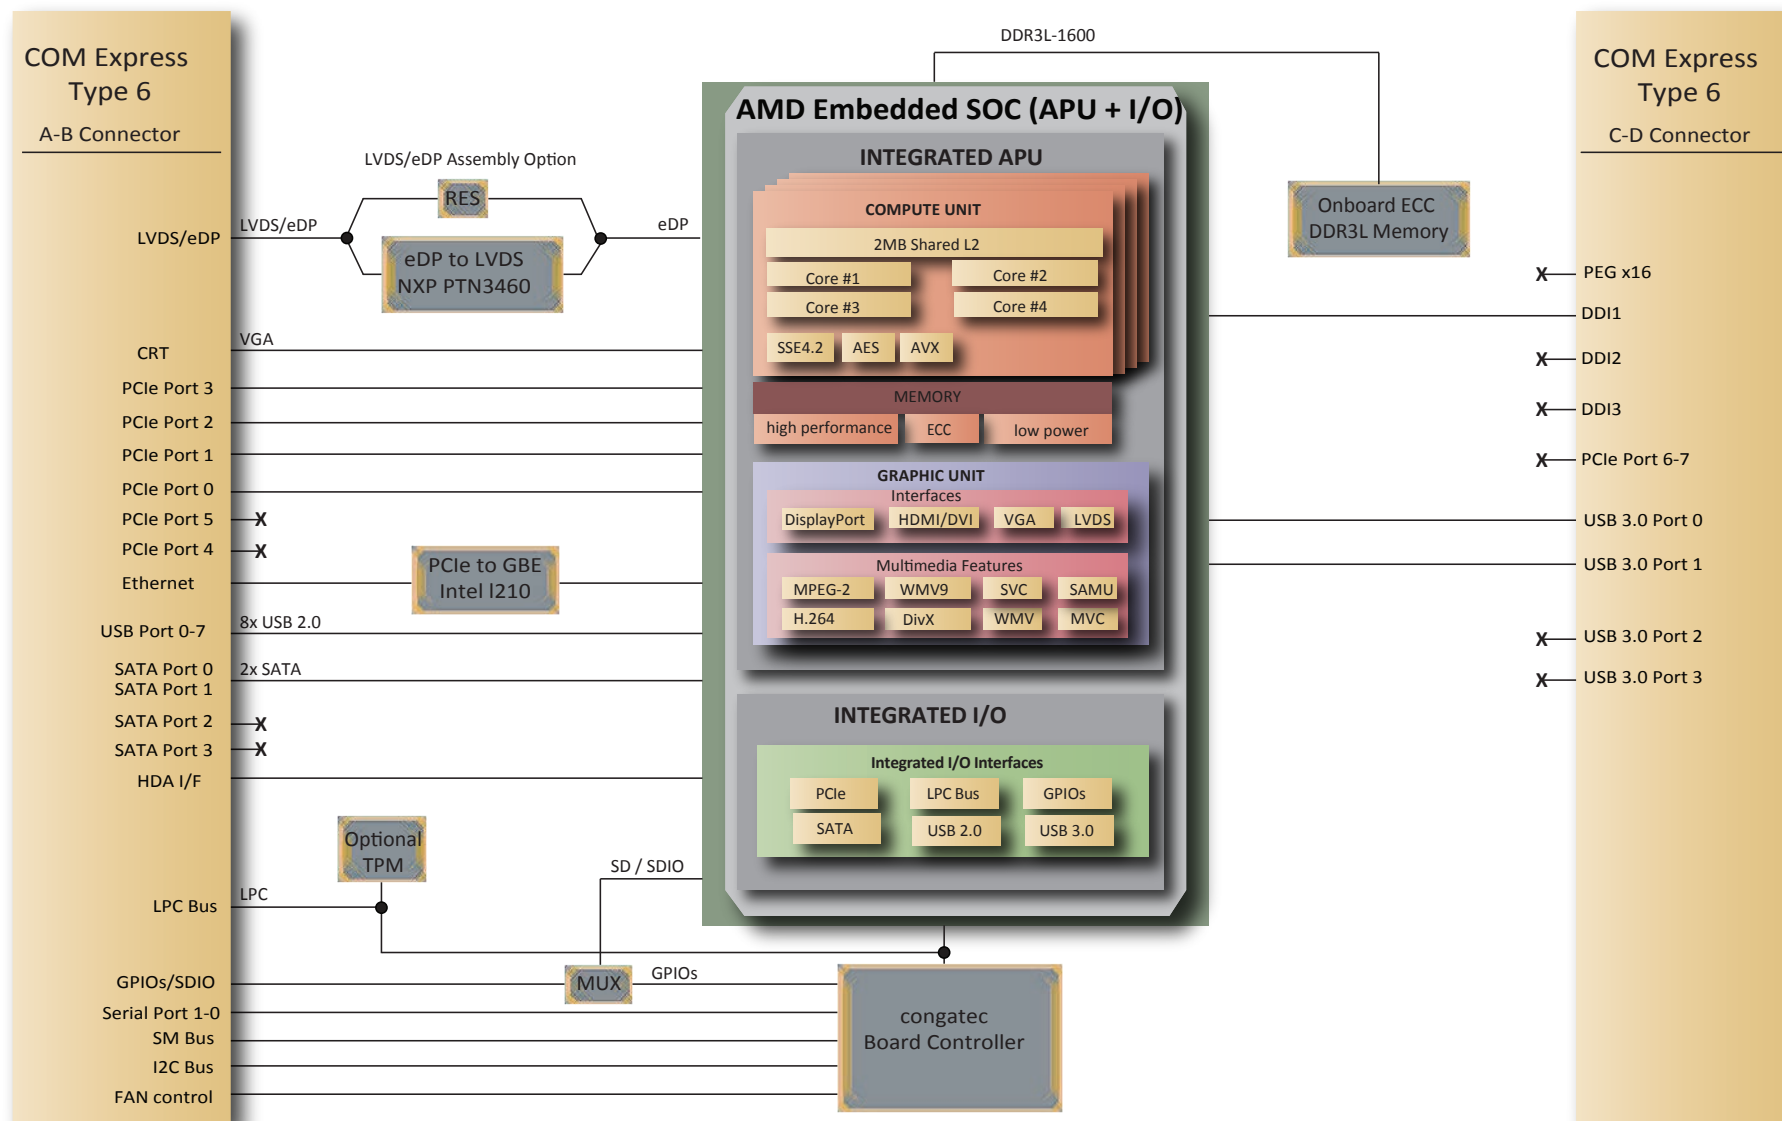 COM Express
Type 6
A-B Connector
LVDS/eDP
CRT
PCIe Port 3
PCIe Port 2
PCIe Port 1
PCIe Port 0
PCIe Port 5
X
PCIe Port 4
X
Ethernet
USB Port 0-7
SATA Port 0
SATA Port 1
SATA Port 2
X
SATA Port 3
X
HDA I/F
LPC Bus
GPIOs/SDIO
Serial Port 1-0
SM Bus
I2C Bus
FAN control
LVDS/eDP Assembly Option
RES
LVDS/eDP
eDP
eDP to LVDS
NXP PTN3460
VGA
PCIe to GBE
Intel I210
8x USB 2.0
2x SATA
Optional
TPM
LPC
SD / SDIO
MUX
GPIOs
congatec
Board Controller
DDR3L-1600
AMD Embedded SOC (APU + I/O)
INTEGRATED APU
COMPUTE UNIT
2MB Shared L2
Core #1
Core #2
Core #3
Core #4
SSE4.2
AES
AVX
MEMORY
high performance
ECC
low power
GRAPHIC UNIT
Interfaces
DisplayPort
HDMI/DVI
VGA
LVDS
Multimedia Features
MPEG-2
WMV9
SVC
SAMU
H.264
DivX
WMV
MVC
INTEGRATED I/O
Integrated I/O Interfaces
PCIe
LPC Bus
GPIOs
SATA
USB 2.0
USB 3.0
Onboard ECC
DDR3L Memory
COM Express
Type 6
C-D Connector
X
PEG x16
DDI1
X
DDI2
X
DDI3
X
PCIe Port 6-7
USB 3.0 Port 0
USB 3.0 Port 1
X
USB 3.0 Port 2
X
USB 3.0 Port 3